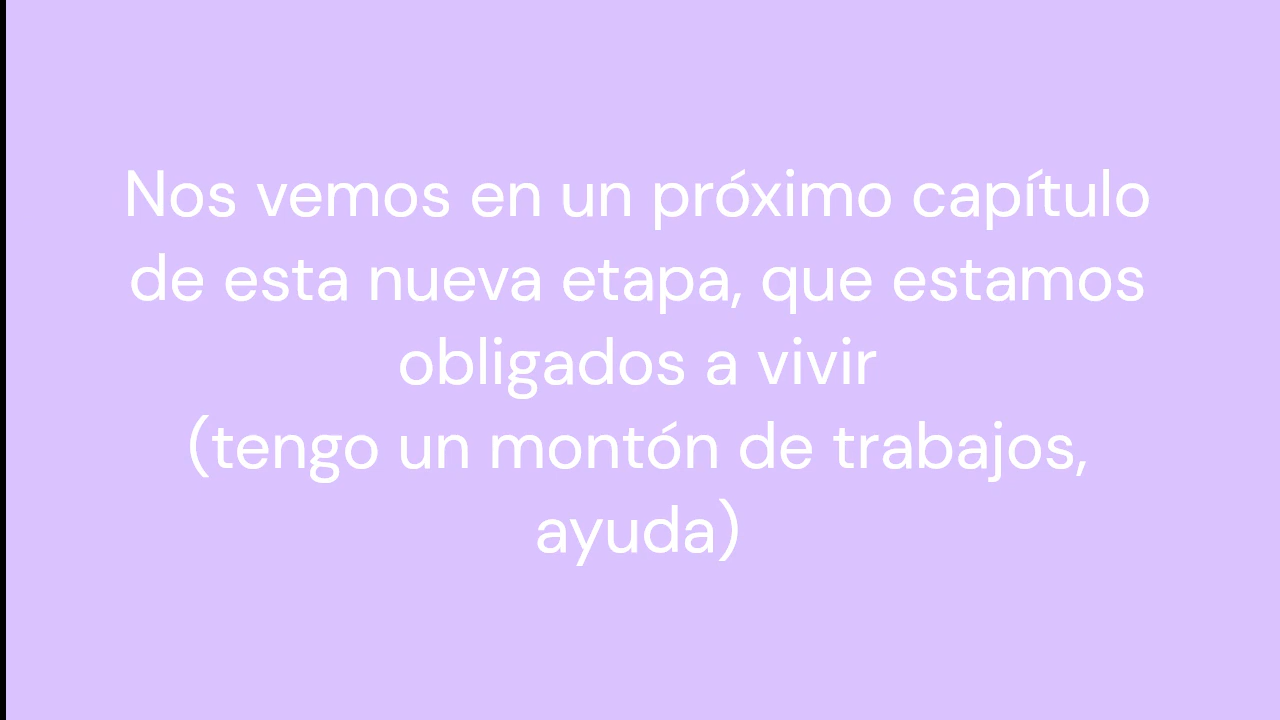 Nos vemos en un próximo capítulo
de esta nueva etapa, que estamos
obligados a vivir
(tengo un montón de trabajos,
ayuda)